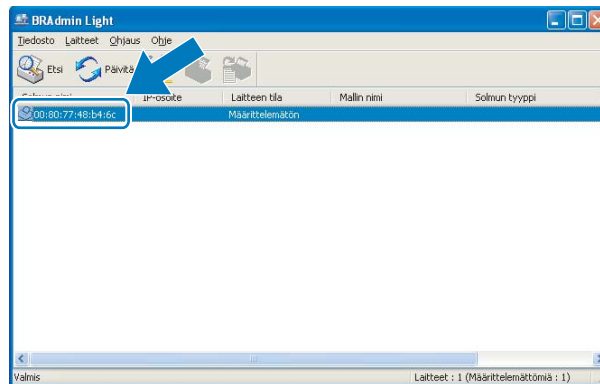 BRAdmin Light
Tiedosto Laitteet Ohjaus Ohje
Etsi Päivitä
IP-osoite Laitteen tila Mallin nimi Solmun tyyppi
00:80:77:48:b4:6c Määrittelemätön
Valmis Laitteet : 1 (Määrittelemättömiä : 1)